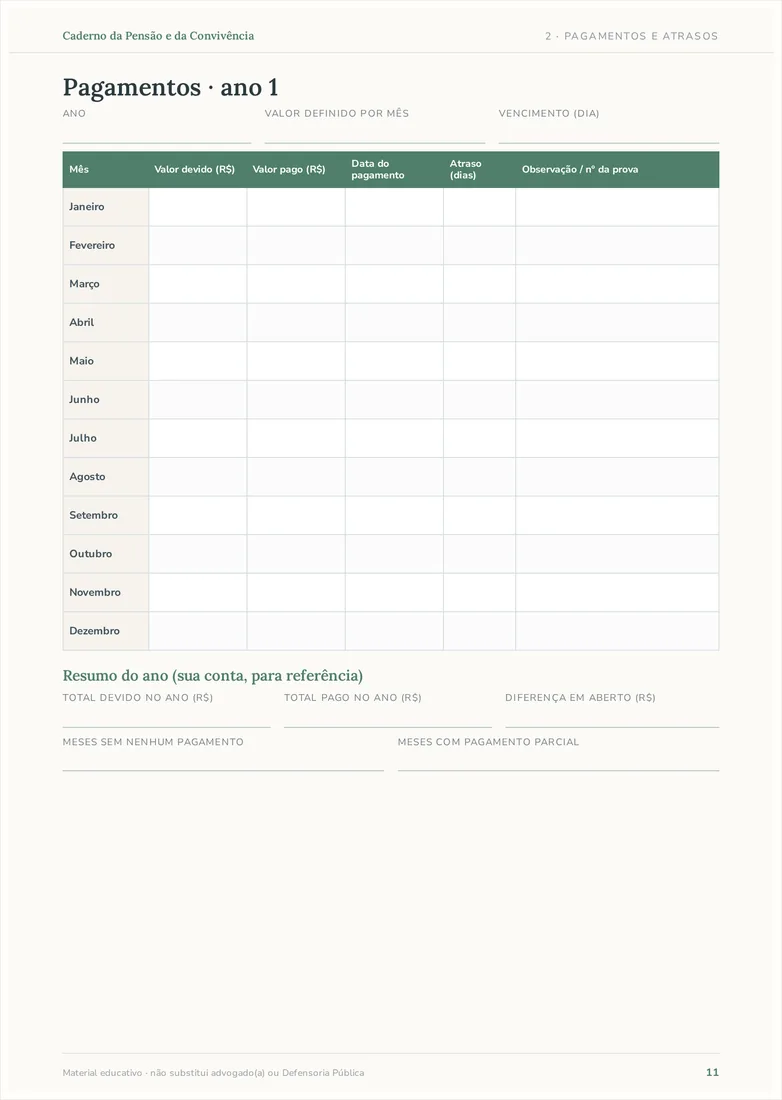 Caderno da Pensão e da Convivência
2 · PAGAMENTOS E ATRASOS
Pagamentos · ano 1
ANO
VALOR DEFINIDO POR MÊS
VENCIMENTO (DIA)
Mês
Valor devido (R$)
Valor pago (R$)
Data do
pagamento
Atraso
(dias)
Observação / nº da prova
Janeiro
Fevereiro
Março
Abril
Maio
Junho
Julho
Agosto
Setembro
Outubro
Novembro
Dezembro
Resumo do ano (sua conta, para referência)
TOTAL DEVIDO NO ANO (R$)
TOTAL PAGO NO ANO (R$)
DIFERENÇA EM ABERTO (R$)
MESES SEM NENHUM PAGAMENTO
MESES COM PAGAMENTO PARCIAL
Material educativo · não substitui advogado(a) ou Defensoria Pública
11